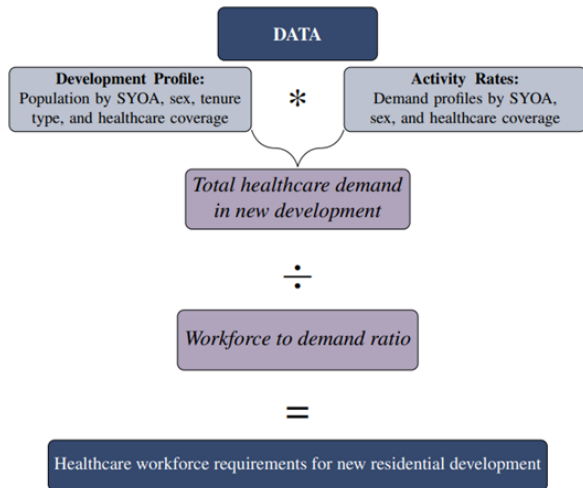 DATA
Development Profile:
Population by SYOA, sex, tenure
type, and healthcare coverage
*
Activity Rates:
Demand profiles by SYOA,
sex, and healthcare coverage
Total healthcare demand
in new development
÷
Workforce to demand ratio
=
Healthcare workforce requirements for new residential development